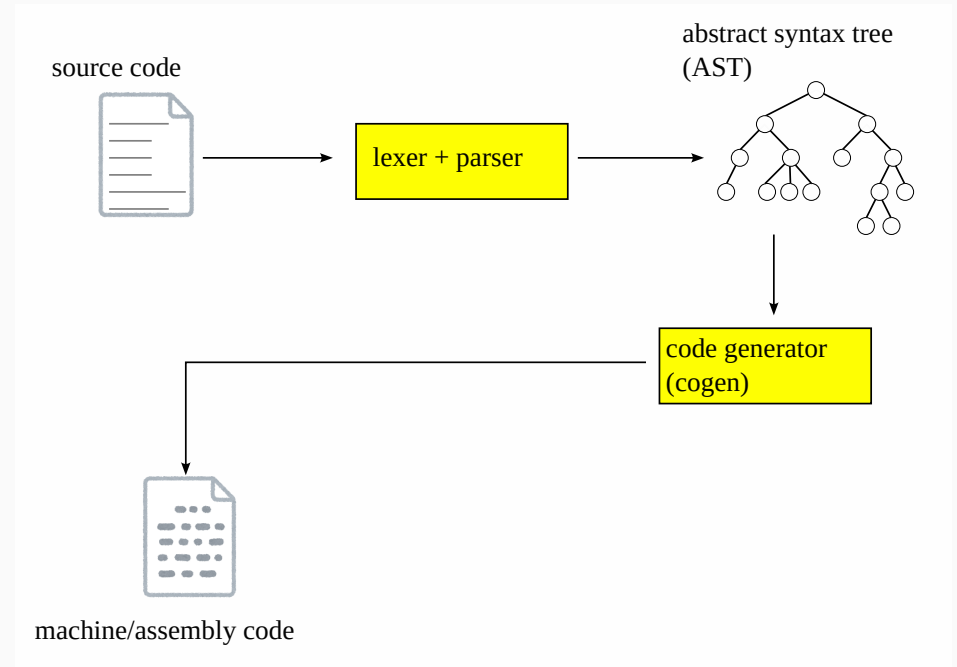 source code
lexer + parser
abstract syntax tree
(AST)
code generator
(cogen)
machine/assembly code